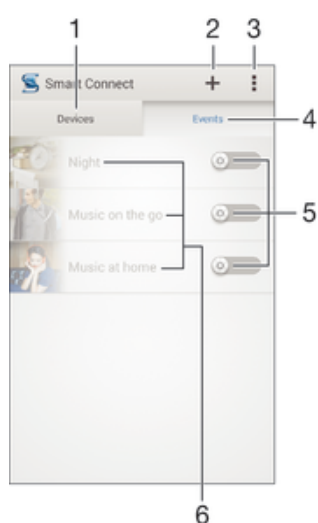 1 2 3
Smart Connect
Devices Events 4
Night
Music on the go 5
Music at home
6